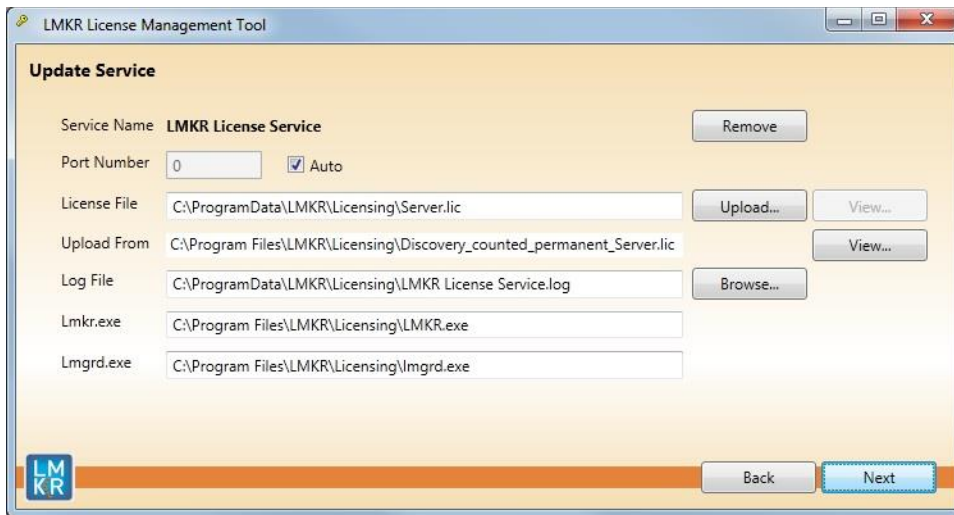 LMKR License Management Tool
Update Service
Service Name LMKR License Service Remove
Port Number 0 Auto
License File C:\ProgramData\LMKR\Licensing\Server.lic Upload... View...
Upload From C:\Program Files\LMKR\Licensing\Discovery_counted_permanent_Server.lic View...
Log File C:\ProgramData\LMKR\Licensing\LMKR License Service.log Browse...
Lmkr.exe C:\Program Files\LMKR\Licensing\LMKR.exe
Lmgrd.exe C:\Program Files\LMKR\Licensing\lmgrd.exe
LM
KR
Back Next